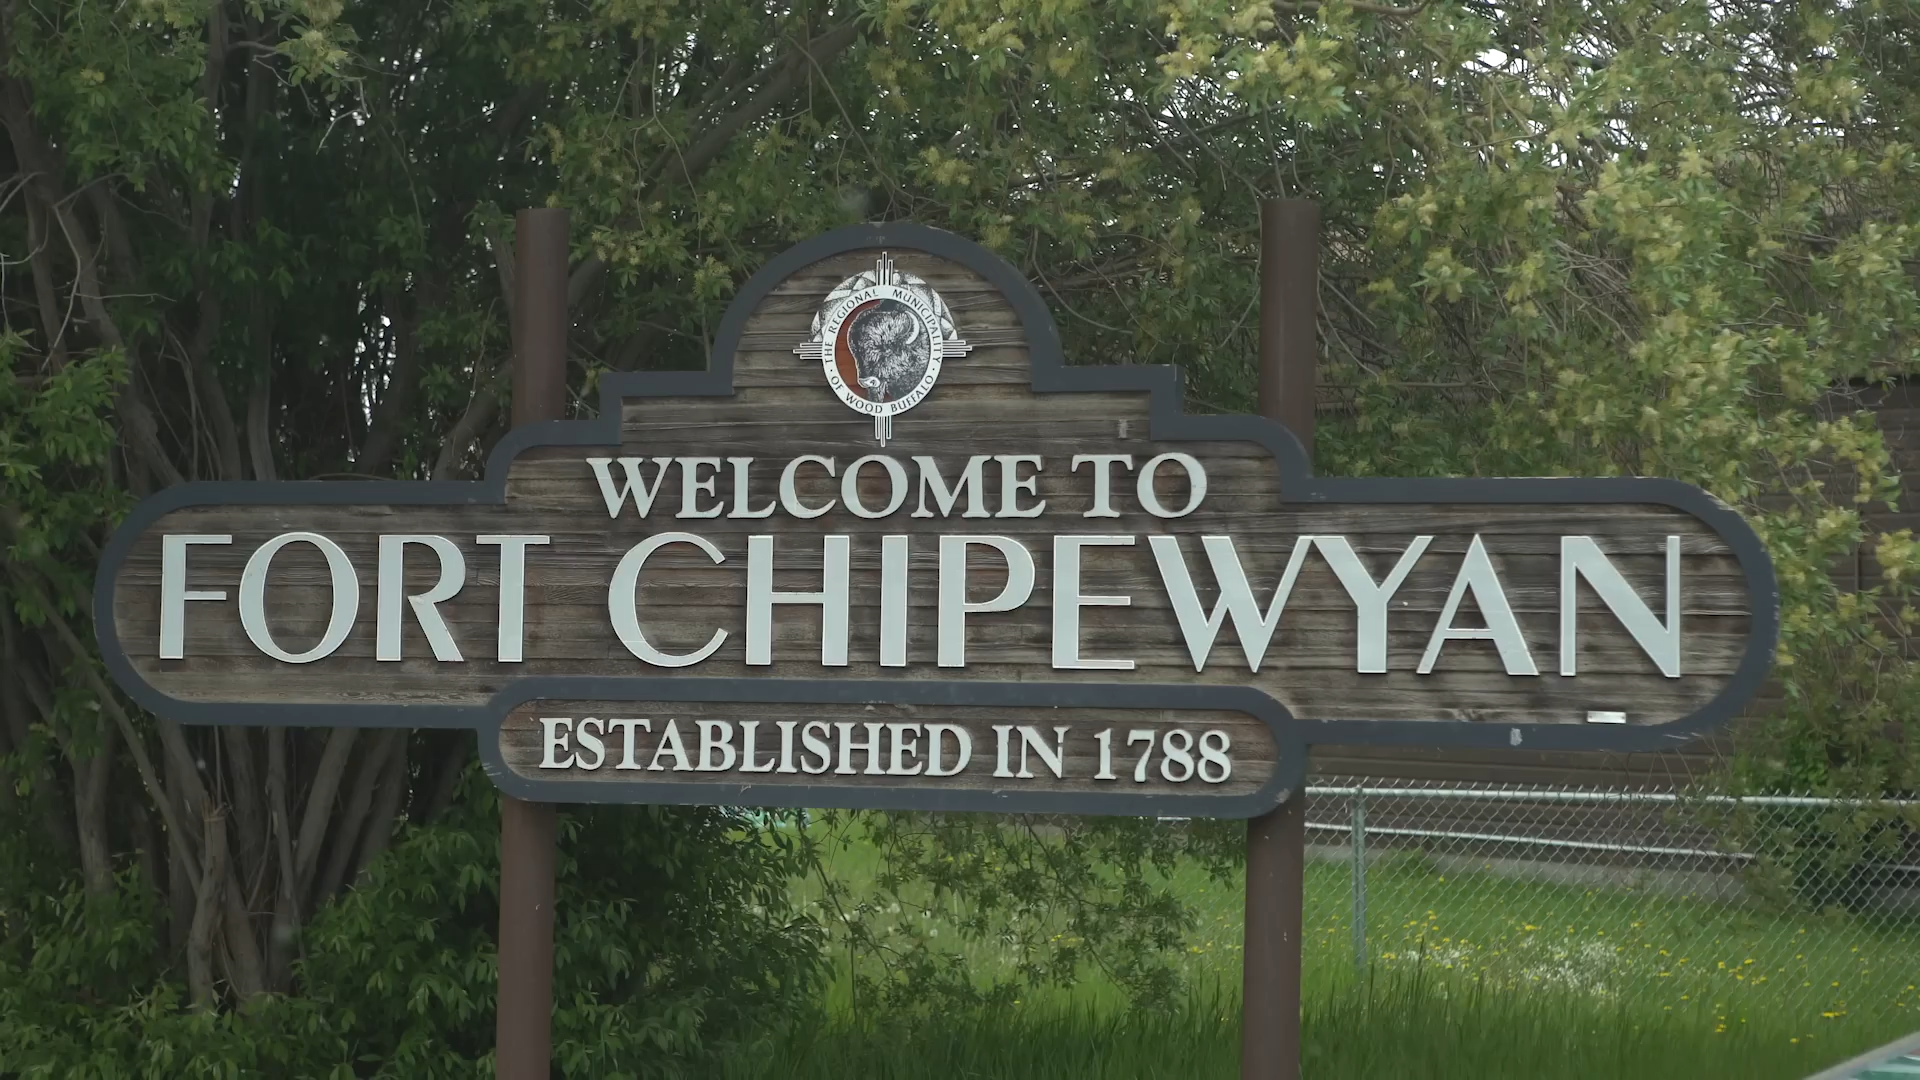 THE REGIONAL MUNICIPALITY
· OF WOOD BUFFALO ·
WELCOME TO
FORT CHIPEWYAN
ESTABLISHED IN 1788